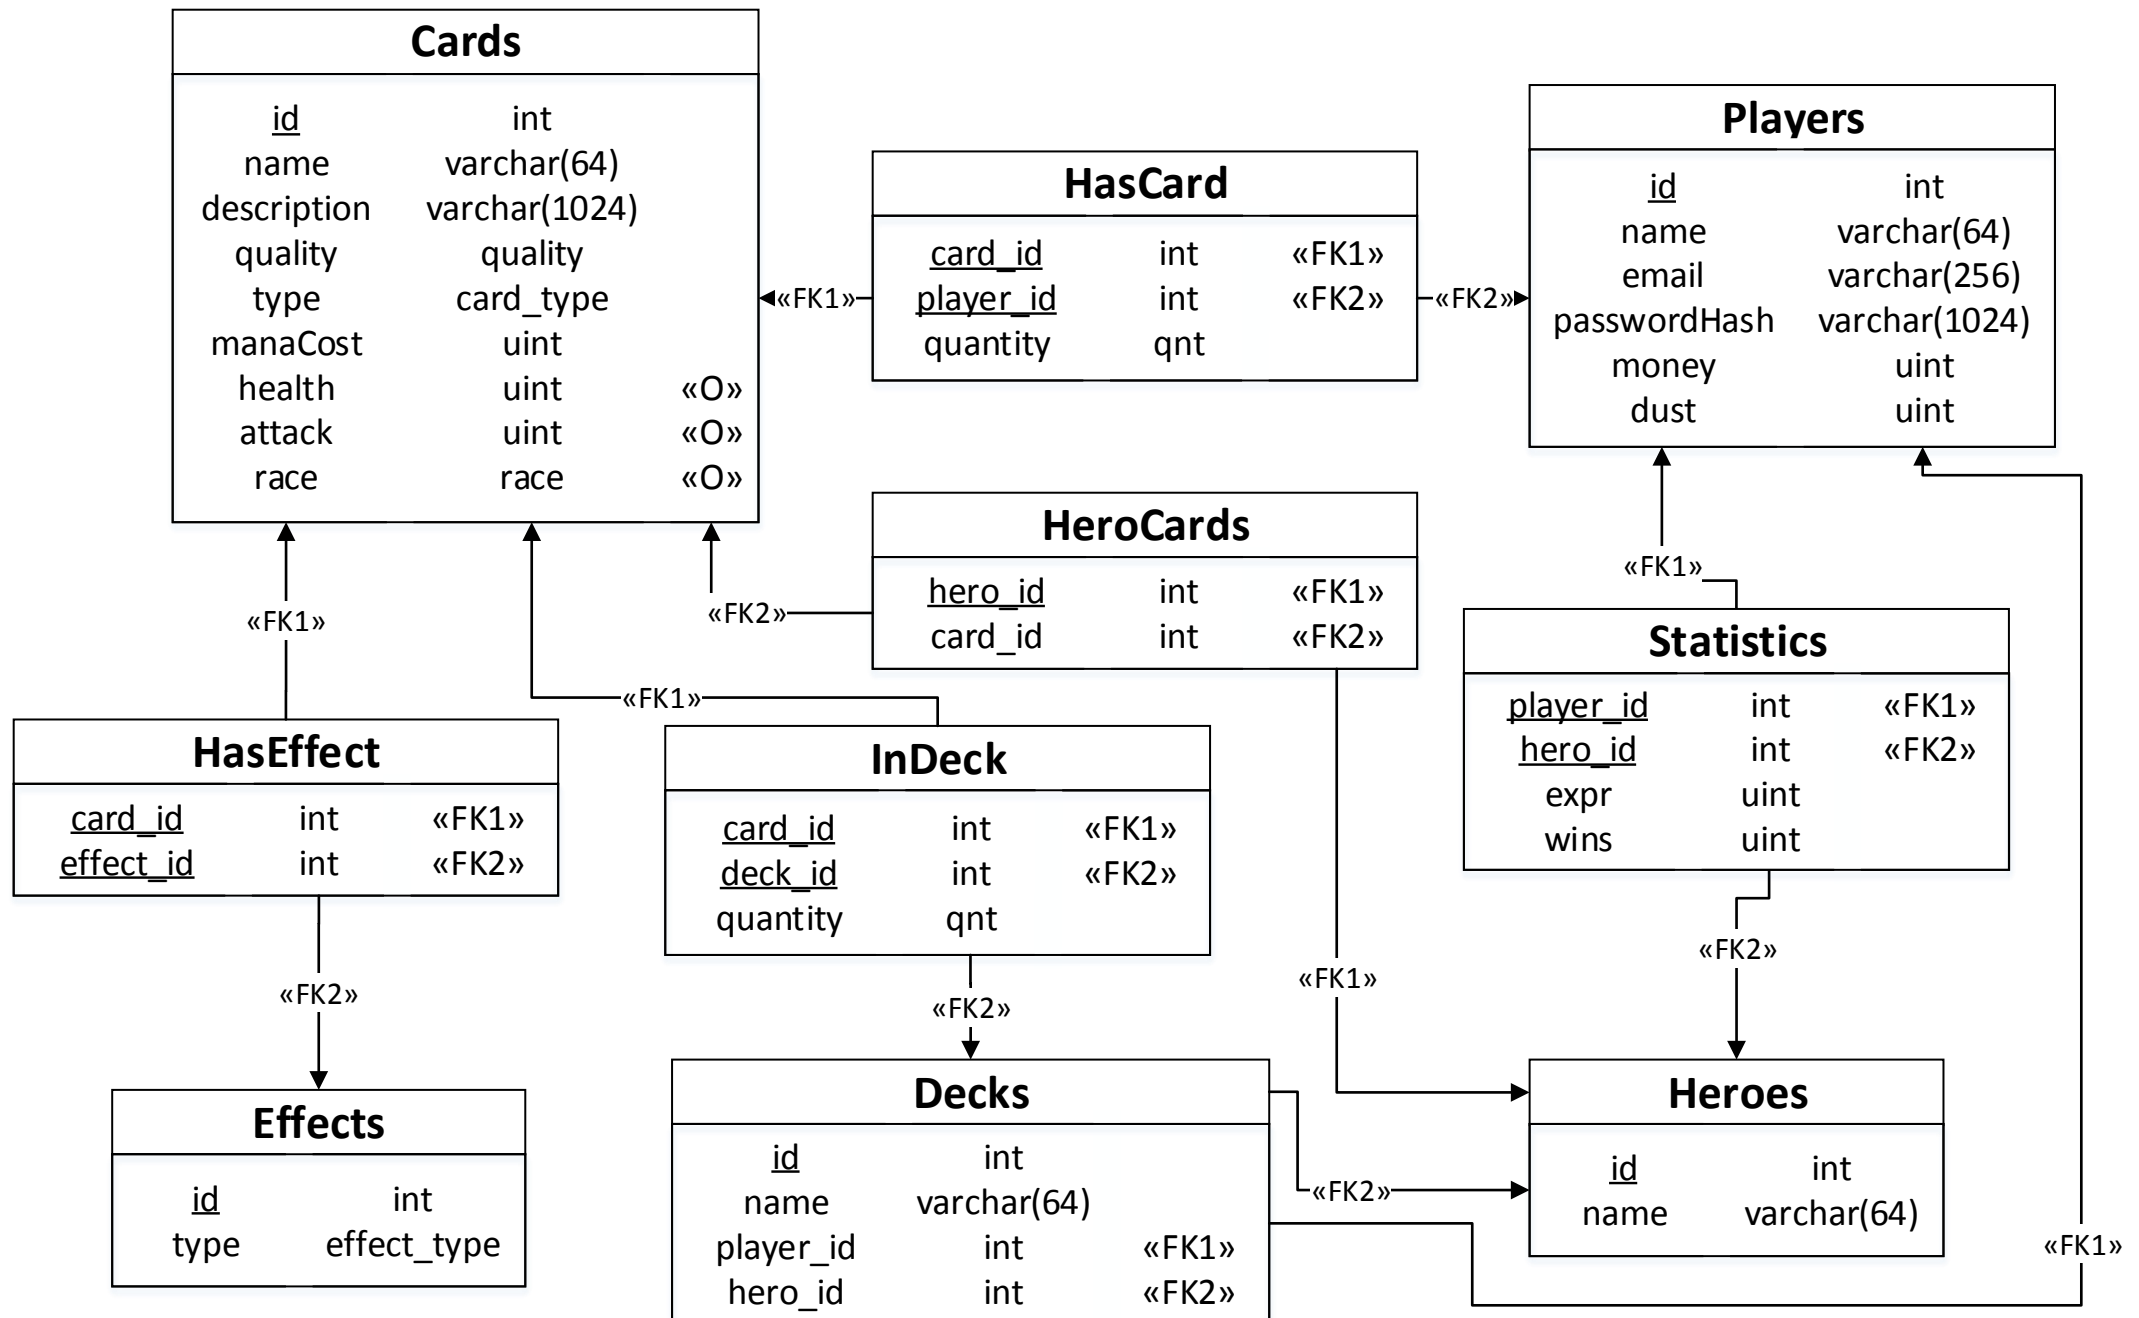 Cards
id int
name varchar(64)
description varchar(1024)
quality quality
type card_type
manaCost uint
health uint «O»
attack uint «O»
race race «O»
HasCard
card_id int «FK1»
player_id int «FK2»
quantity qnt
Players
id int
name varchar(64)
email varchar(256)
passwordHash varchar(1024)
money uint
dust uint
«FK1»
«FK2»
HeroCards
hero_id int «FK1»
card_id int «FK2»
«FK1»
«FK2»
«FK1»
«FK1»
Statistics
player_id int «FK1»
hero_id int «FK2»
expr uint
wins uint
HasEffect
card_id int «FK1»
effect_id int «FK2»
InDeck
card_id int «FK1»
deck_id int «FK2»
quantity qnt
«FK2»
«FK2»
«FK1»
«FK2»
Effects
id int
type effect_type
Decks
id int
name varchar(64)
player_id int «FK1»
hero_id int «FK2»
«FK2»
Heroes
id int
name varchar(64)
«FK1»